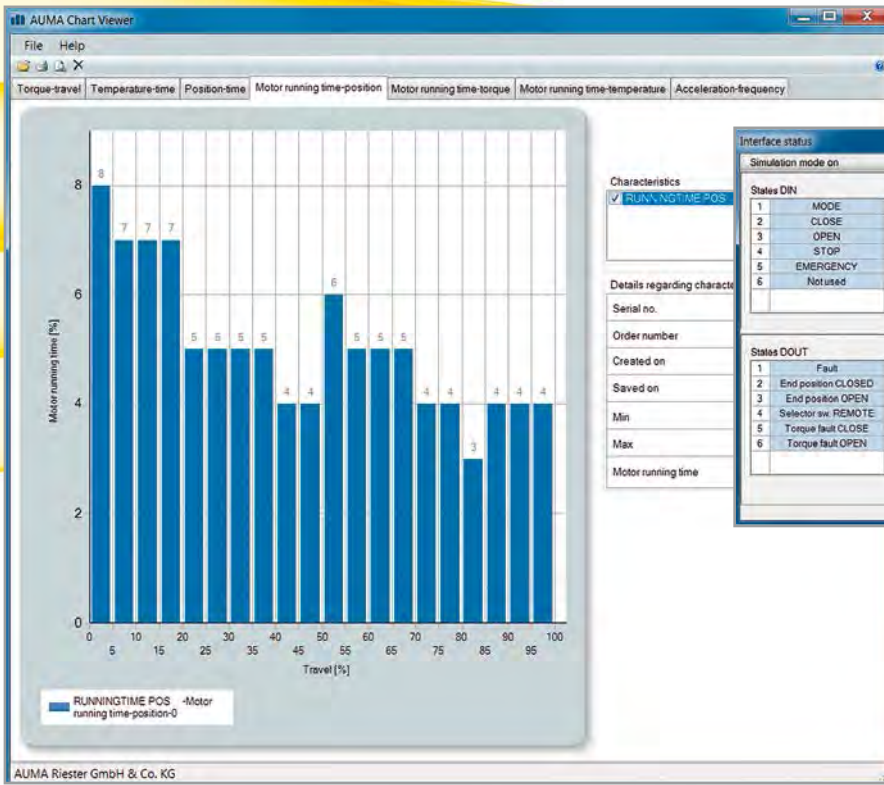 AUMA Chart Viewer
File Help
Torque-travel Temperature-time Position-time Motor running time-position Motor running time-torque Motor running time-temperature Acceleration-frequency
Motor running time [%]
8
6
4
2
0
8 7 7 7 5 5 5 5 4 4 6 5 5 5 4 4 3 4 4 4
0 10 20 30 40 50 60 70 80 90 100
5 15 25 35 45 55 65 75 85 95
Travel [%]
RUNNINGTIME POS -Motor
running time-position-0
Characteristics
RUNNINGTIME POS
Details regarding characte
Serial no.
Order number
Created on
Saved on
Min
Max
Motor running time
Interface status
Simulation mode on
States DIN
1 MODE
2 CLOSE
3 OPEN
4 STOP
5 EMERGENCY
6 Not used
States DOUT
1 Fault
2 End position CLOSED
3 End position OPEN
4 Selector sw. REMOTE
5 Torque fault CLOSE
6 Torque fault OPEN
AUMA Riester GmbH & Co. KG